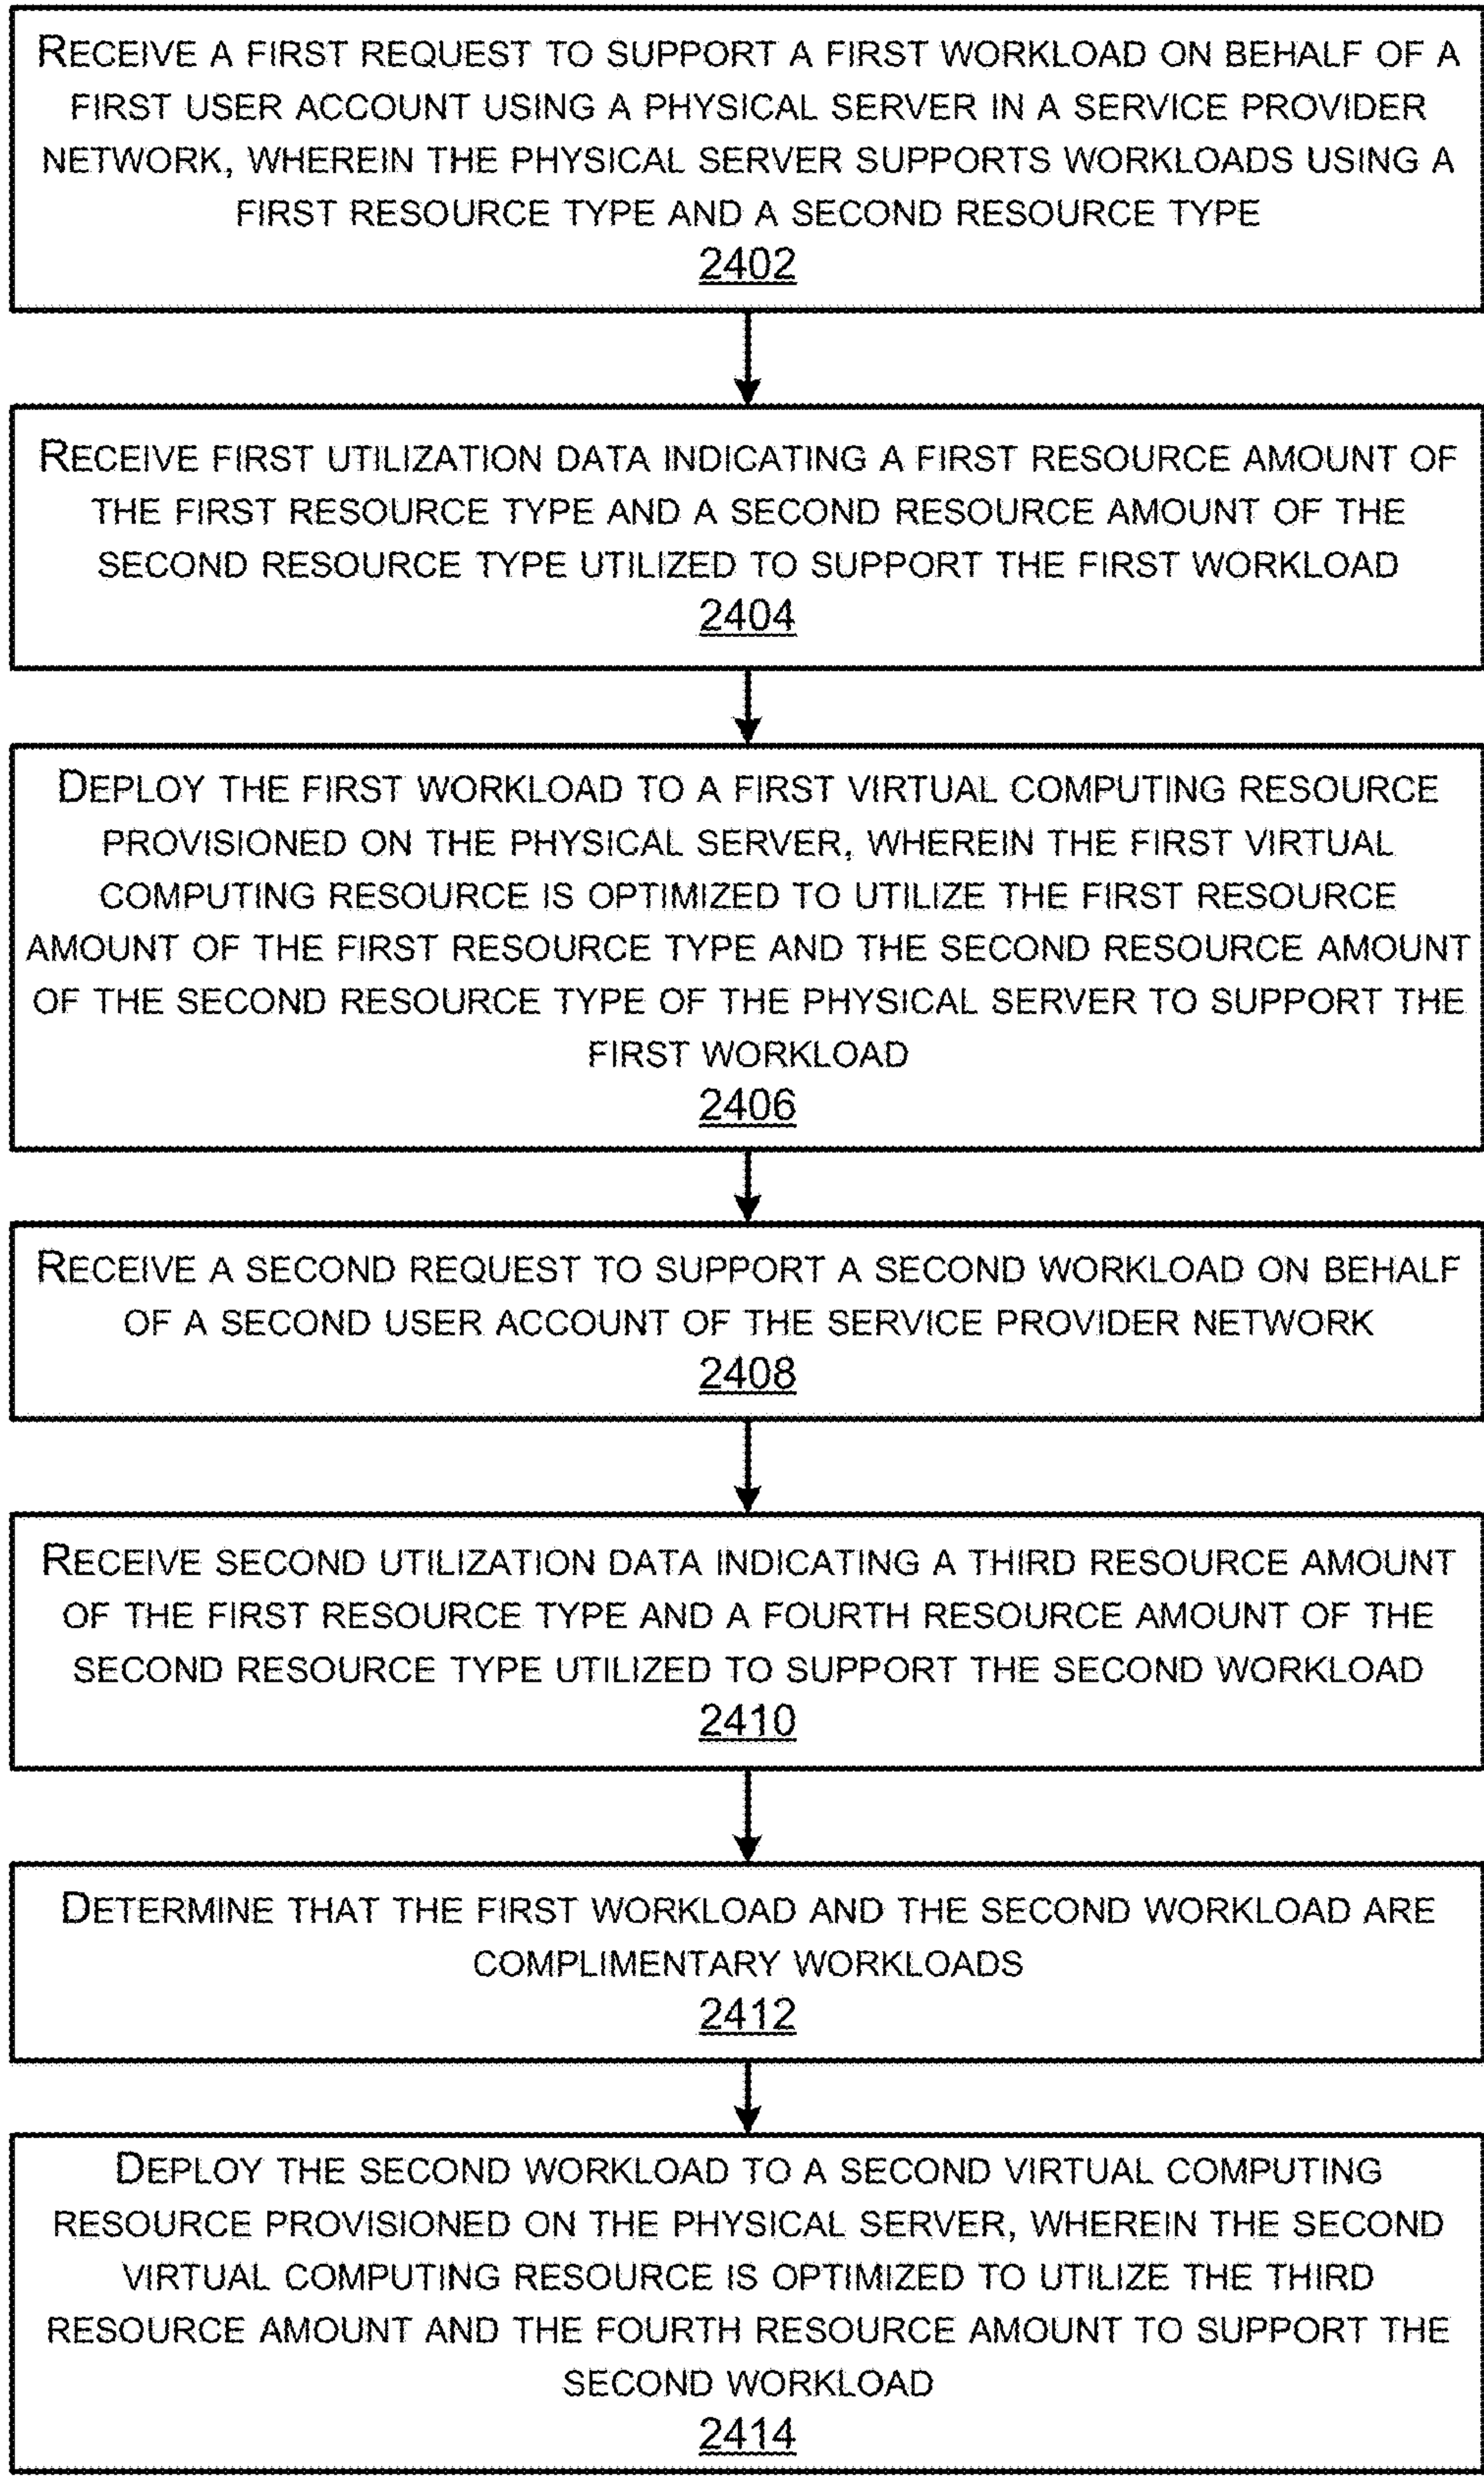 RECEIVE A FIRST REQUEST TO SUPPORT A FIRST WORKLOAD ON BEHALF OF A
FIRST USER ACCOUNT USING A PHYSICAL SERVER IN A SERVICE PROVIDER
NETWORK, WHEREIN THE PHYSICAL SERVER SUPPORTS WORKLOADS USING A
FIRST RESOURCE TYPE AND A SECOND RESOURCE TYPE
2402
RECEIVE FIRST UTILIZATION DATA INDICATING A FIRST RESOURCE AMOUNT OF
THE FIRST RESOURCE TYPE AND A SECOND RESOURCE AMOUNT OF THE
SECOND RESOURCE TYPE UTILIZED TO SUPPORT THE FIRST WORKLOAD
2404
DEPLOY THE FIRST WORKLOAD TO A FIRST VIRTUAL COMPUTING RESOURCE
PROVISIONED ON THE PHYSICAL SERVER, WHEREIN THE FIRST VIRTUAL
COMPUTING RESOURCE IS OPTIMIZED TO UTILIZE THE FIRST RESOURCE
AMOUNT OF THE FIRST RESOURCE TYPE AND THE SECOND RESOURCE AMOUNT
OF THE SECOND RESOURCE TYPE OF THE PHYSICAL SERVER TO SUPPORT THE
FIRST WORKLOAD
2406
RECEIVE A SECOND REQUEST TO SUPPORT A SECOND WORKLOAD ON BEHALF
OF A SECOND USER ACCOUNT OF THE SERVICE PROVIDER NETWORK
2408
RECEIVE SECOND UTILIZATION DATA INDICATING A THIRD RESOURCE AMOUNT
OF THE FIRST RESOURCE TYPE AND A FOURTH RESOURCE AMOUNT OF THE
SECOND RESOURCE TYPE UTILIZED TO SUPPORT THE SECOND WORKLOAD
2410
DETERMINE THAT THE FIRST WORKLOAD AND THE SECOND WORKLOAD ARE
COMPLIMENTARY WORKLOADS
2412
DEPLOY THE SECOND WORKLOAD TO A SECOND VIRTUAL COMPUTING
RESOURCE PROVISIONED ON THE PHYSICAL SERVER, WHEREIN THE SECOND
VIRTUAL COMPUTING RESOURCE IS OPTIMIZED TO UTILIZE THE THIRD
RESOURCE AMOUNT AND THE FOURTH RESOURCE AMOUNT TO SUPPORT THE
SECOND WORKLOAD
2414